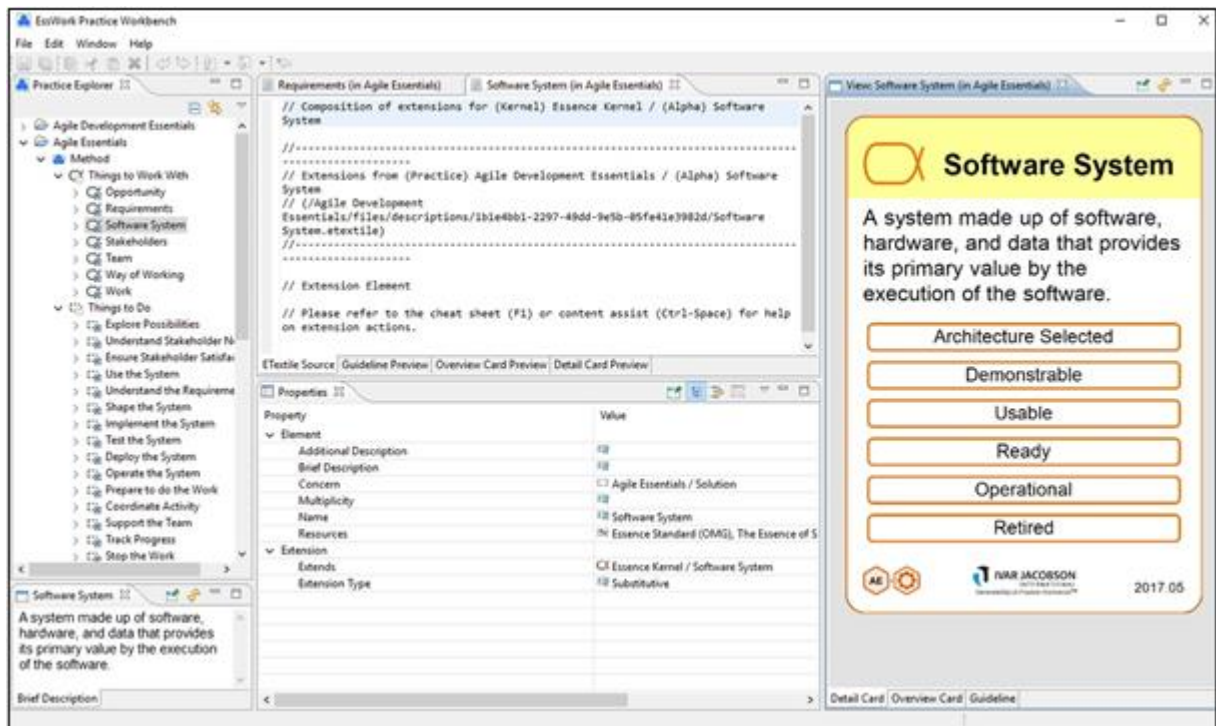 EssWork Practice Workbench
File Edit Window Help
Practice Explorer
Agile Development Essentials
Agile Essentials
Method
Things to Work With
Opportunity
Requirements
Software System
Stakeholders
Team
Way of Working
Work
Things to Do
Explore Possibilities
Understand Stakeholder N
Ensure Stakeholder Satisfa
Use the System
Understand the Requireme
Shape the System
Implement the System
Test the System
Deploy the System
Operate the System
Prepare to do the Work
Coordinate Activity
Support the Team
Track Progress
Stop the Work
Software System
A system made up of software,
hardware, and data that provides
its primary value by the execution
of the software.
Brief Description
Requirements (in Agile Essentials) Software System (in Agile Essentials)
// Composition of extensions for (Kernel) Essence Kernel / (Alpha) Software
System
//------------------------------------------------------------------------
--------------------
// Extensions from (Practice) Agile Development Essentials / (Alpha) Software
System
// (/Agile Development
Essentials/files/descriptions/1b1e4bb1-2297-49dd-9e5b-05fe41e3982d/Software
System.etextile)
//------------------------------------------------------------------------
--------------------
// Extension Element
// Please refer to the cheat sheet (F1) or content assist (Ctrl-Space) for help
on extension actions.
ETextile Source Guideline Preview Overview Card Preview Detail Card Preview
Properties
Property Value
Element
Additional Description
Brief Description
Concern Agile Essentials / Solution
Multiplicity
Name Software System
Resources Essence Standard (OMG), The Essence of S
Extension
Extends Essence Kernel / Software System
Extension Type Substitutive
View: Software System (in Agile Essentials)
Software System
A system made up of software,
hardware, and data that provides
its primary value by the
execution of the software.
Architecture Selected
Demonstrable
Usable
Ready
Operational
Retired
AE
IVAR JACOBSON
INTERNATIONAL
2017.05
Detail Card Overview Card Guideline